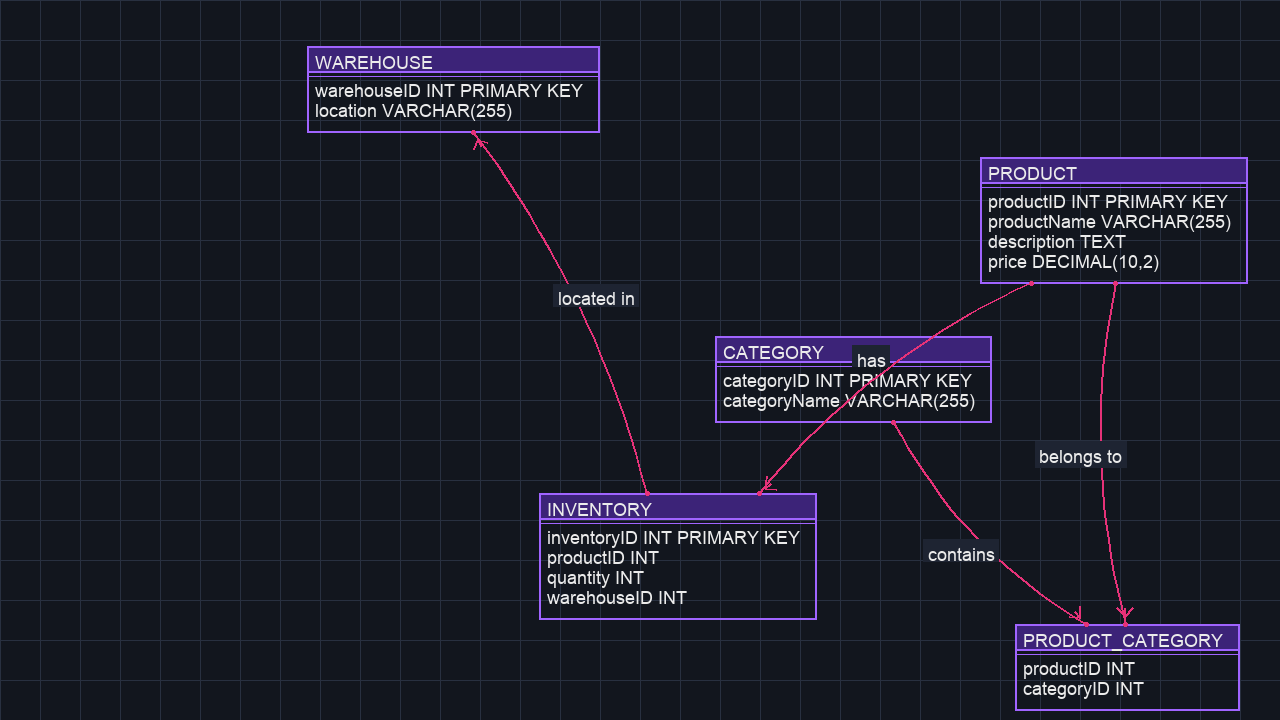 WAREHOUSE
warehouseID INT PRIMARY KEY
location VARCHAR(255)
PRODUCT
productID INT PRIMARY KEY
productName VARCHAR(255)
description TEXT
price DECIMAL(10,2)
located in
CATEGORY
has
categoryID INT PRIMARY KEY
categoryName VARCHAR(255)
belongs to
INVENTORY
inventoryID INT PRIMARY KEY
productID INT
quantity INT
warehouseID INT
contains
PRODUCT_CATEGORY
productID INT
categoryID INT